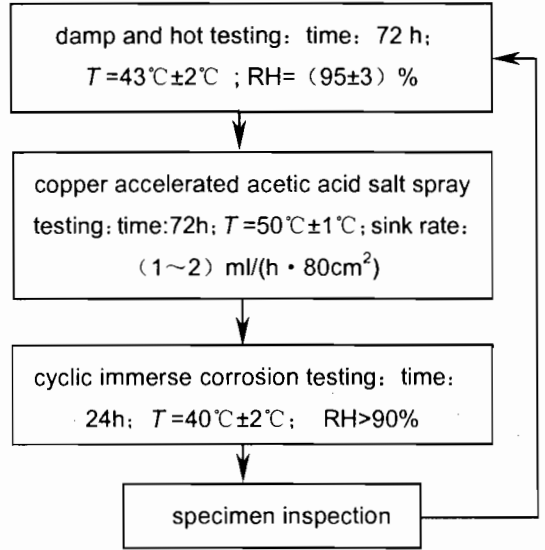 damp and hot testing: time: 72 h;
T=43℃±2℃ ; RH=（95±3）%
copper accelerated acetic acid salt spray
testing: time:72h; T=50℃±1℃; sink rate:
（1～2）ml/(h·80cm²)
cyclic immerse corrosion testing: time:
24h; T=40℃±2℃; RH>90%
specimen inspection